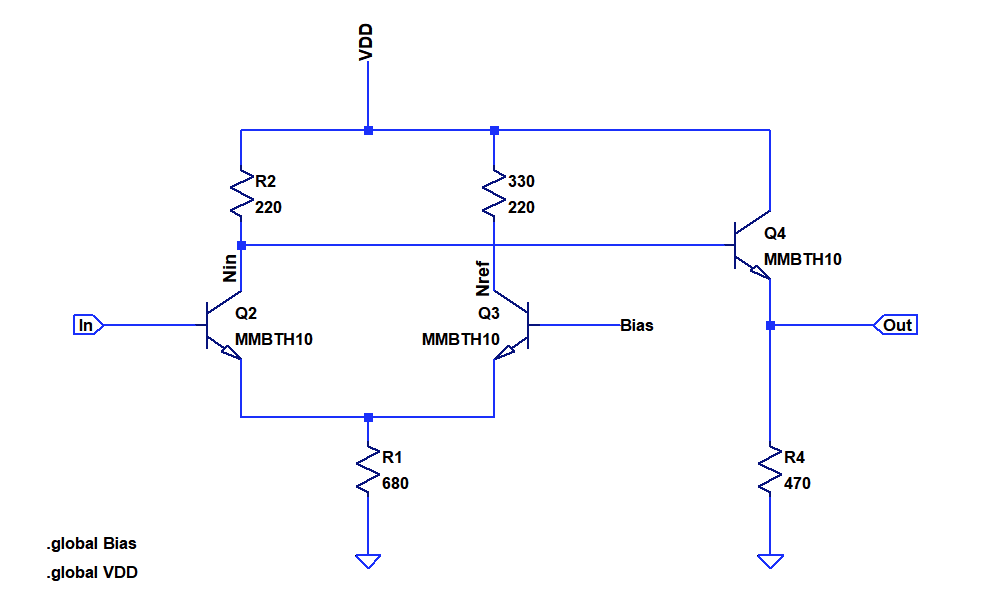 VDD
R2
220
330
220
Nin
Nref
Q4
MMBTH10
In
Q2
MMBTH10
Q3
MMBTH10
Bias
Out
R1
680
R4
470
.global Bias
.global VDD